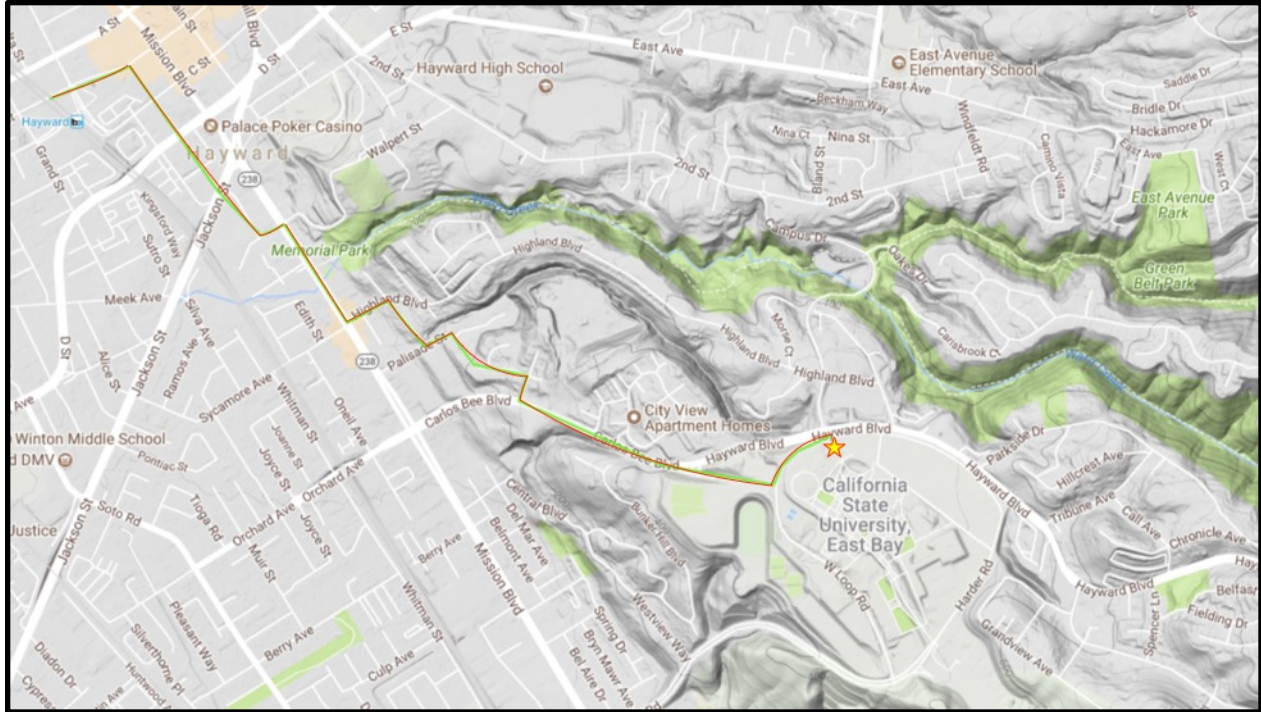 A St
Mission Blvd
C St
D St
E St
2nd St
East Ave
East Avenue
Elementary School
East Ave
Hayward High School
Beckham Way
Saddle Dr
Bridle Dr
Hackamore Dr
East Ave
West Ct
Hayward
Palace Poker Casino
Hayward
Walpert St
Nina Ct
Nina St
Bland St
Windfeldt Rd
Camino Vista
Grand St
238
2nd St
2nd St
East Avenue
Park
Kingsford Way
Sutro St
Jackson St
Memorial Park
Highland Blvd
Campus Dr
Oakes Dr
Green
Belt Park
Meek Ave
Silva Ave
Edith St
Highland Blvd
Morse Ct
Highland Blvd
Highland Blvd
D St
Alice St
Ramos Ave
Jackson St
Palisade St
238
Sycamore Ave
Whitman St
Oneil Ave
Carlos Bee Blvd
City View
Apartment Homes
Carlos Bee Blvd
Hayward Blvd
Hayward Blvd
Winton Middle School
DMV
Pontiac St
Joane St
Joyce St
Orchard Ave
Parkside Dr
Hillcrest Ave
Tribune Ave
Call Ave
Chronicle Ave
Hayward Blvd
California
State
University,
East Bay
Justice
Jackson St
Soto Rd
Tioga Rd
Muir St
Orchard Ave
Joyce St
Berry Ave
Central Blvd
Del Mar Ave
Belmont Ave
Bunker Hill Blvd
Mission Blvd
W Loop Rd
Harder Rd
Hayward Blvd
Spencer Ln
Fielding Dr
Grandview Ave
Pleasant Way
Silverthorne Pl
Berry Ave
Culp Ave
Whitman St
Westview Way
Spring Dr
Bryn Mawr Ave
Bel Aire Dr
Diadon Dr